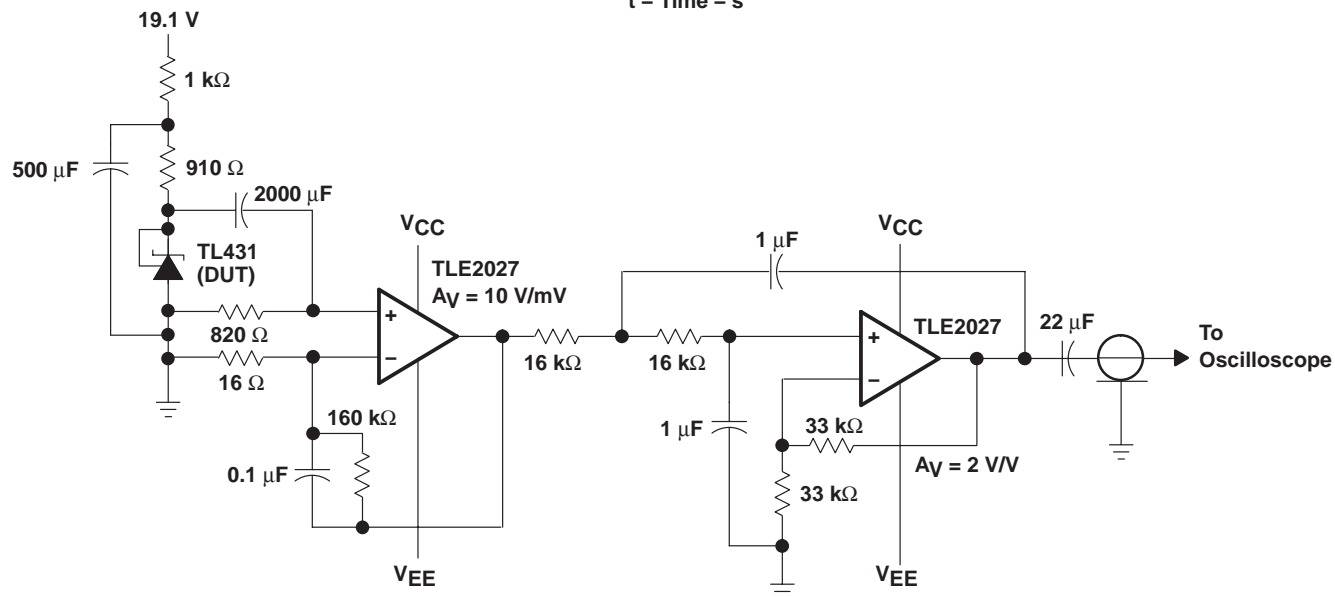 t – Time – s
19.1 V
1 kΩ
500 μF
910 Ω
2000 μF
VCC
TL431
(DUT)
TLE2027
AV = 10 V/mV
+
−
820 Ω
16 Ω
160 kΩ
0.1 μF
VEE
16 kΩ
16 kΩ
1 μF
1 μF
VCC
TLE2027
+
−
33 kΩ
AV = 2 V/V
33 kΩ
VEE
22 μF
To
Oscilloscope